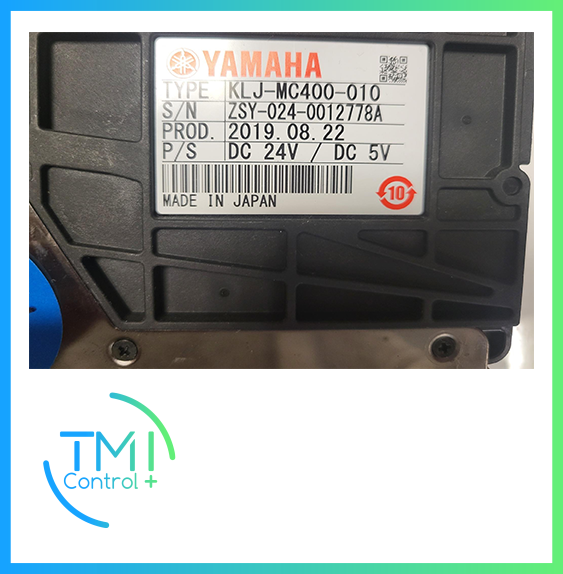 YAMAHA
TYPE KLJ-MC400-010
S/N ZSY-024-0012778A
PROD. 2019.08.22
P/S DC 24V / DC 5V
MADE IN JAPAN
10
TMI
Control +